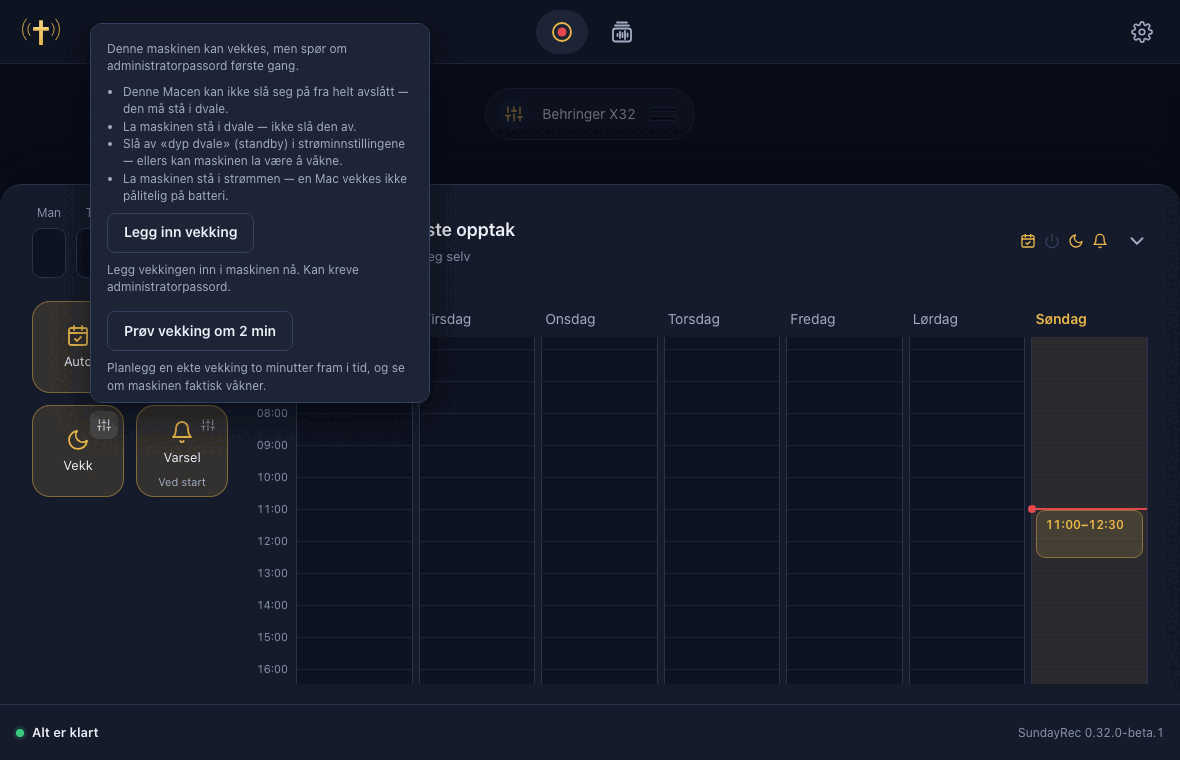 Denne maskinen kan vekkes, men spør om
administratorpassord første gang.
• Denne Macen kan ikke slå seg på fra helt avslått —
den må stå i dvale.
• La maskinen stå i dvale — ikke slå den av.
• Slå av «dyp dvale» (standby) i strøminnstillingene
— ellers kan maskinen la være å våkne.
• La maskinen stå i strømmen — en Mac vekkes ikke
pålitelig på batteri.
Legg inn vekking
Legg vekkingen inn i maskinen nå. Kan kreve
administratorpassord.
Prøv vekking om 2 min
Planlegg en ekte vekking to minutter fram i tid, og se
om maskinen faktisk våkner.
Behringer X32
Man
opptak
selv
Auto
Vekk
Varsel
Ved start
Onsdag
Torsdag
Fredag
Lørdag
Søndag
08:00
09:00
10:00
11:00
12:00
13:00
14:00
15:00
16:00
11:00–12:30
Alt er klart
SundayRec 0.32.0-beta.1